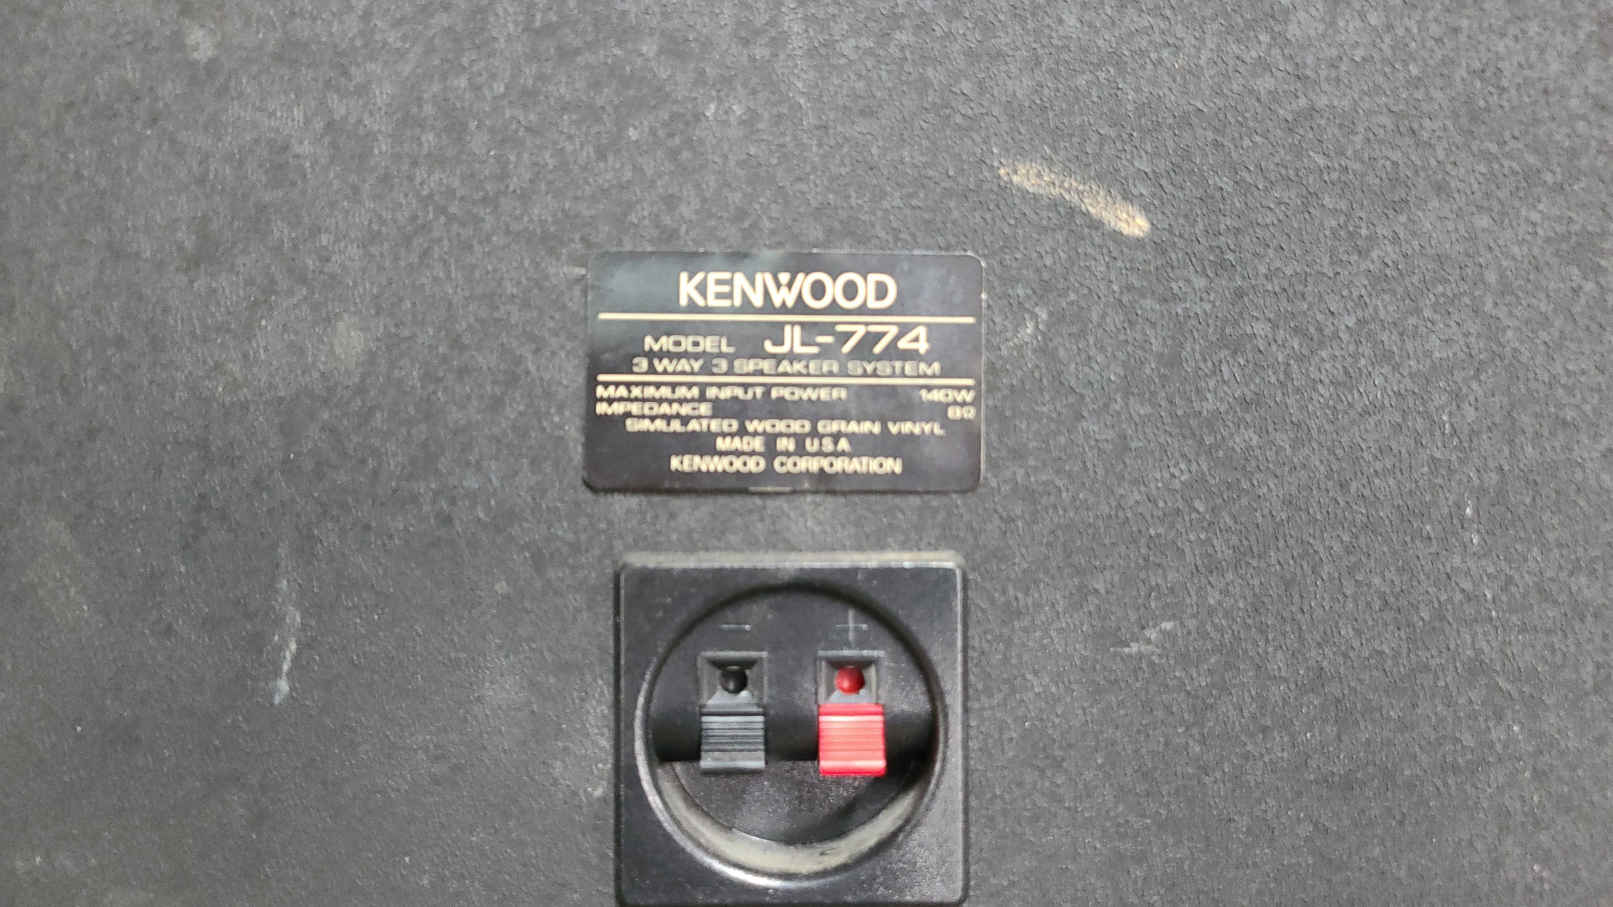 KENWOOD
MODEL JL-774
3 WAY 3 SPEAKER SYSTEM
MAXIMUM INPUT POWER 140W
IMPEDANCE 8Ω
SIMULATED WOOD GRAIN VINYL
MADE IN U.S.A.
KENWOOD CORPORATION
- +